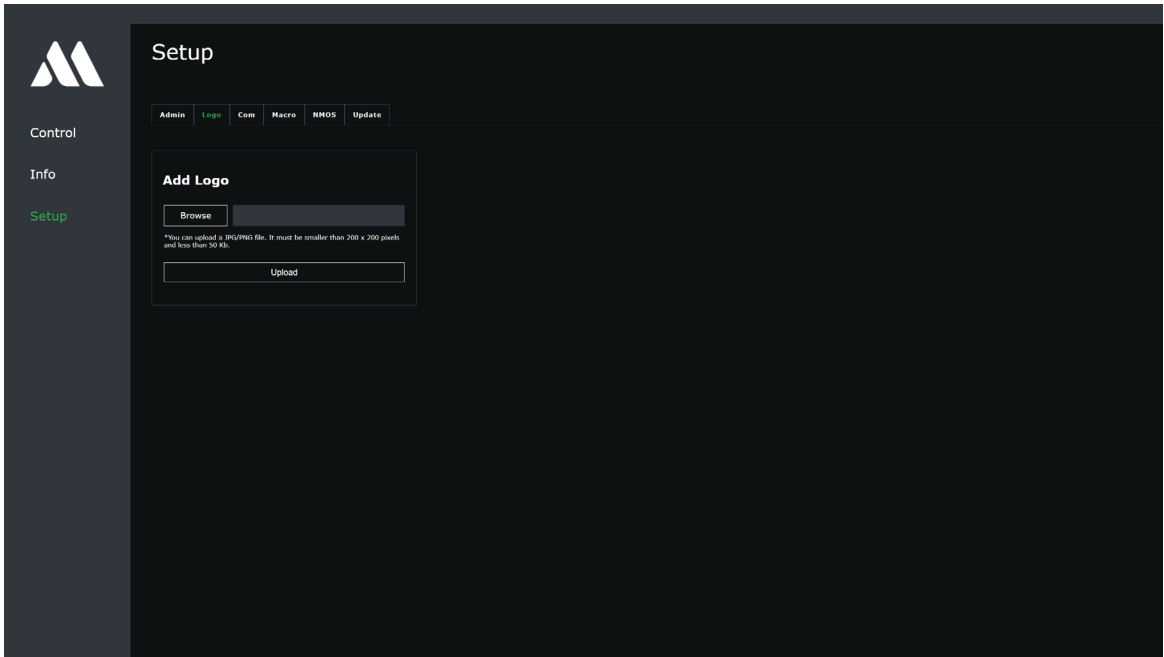 Setup
Control
Info
Setup
Admin Logo Com Macro NMOS Update
Add Logo
Browse
*You can upload a JPG/PNG file. It must be smaller than 200 x 200 pixels
and less than 50 Kb.
Upload